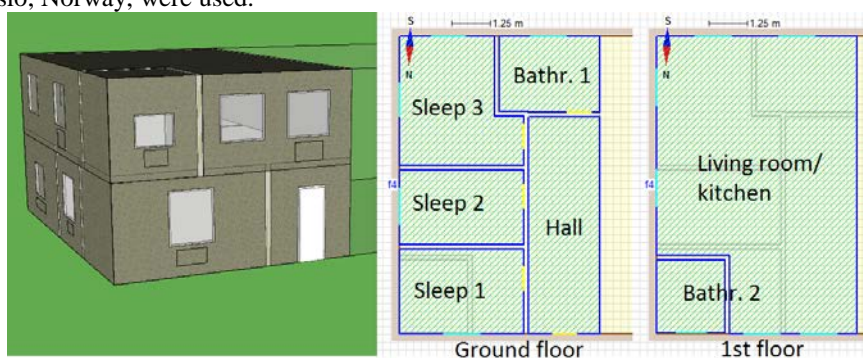 slo, Norway, were used.
S
1.25 m
N
Bathr. 1
Sleep 3
Sleep 2
Hall
Sleep 1
f4
Ground floor
S
1.25 m
N
Living room/
kitchen
f4
Bathr. 2
1st floor